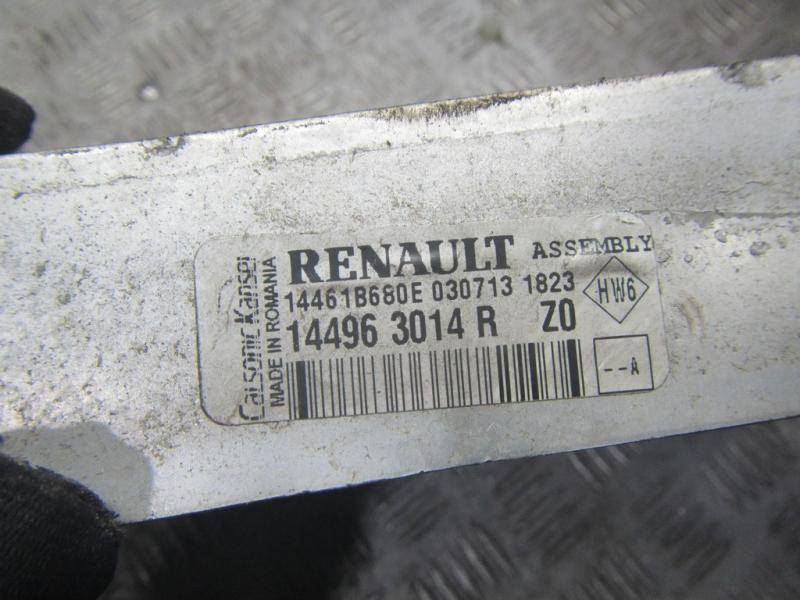 Calsonic Kansei
MADE IN ROMANIA
RENAULT ASSEMBLY
14461B680E 030713 1823
14496 3014 R Z0
HW6
--A